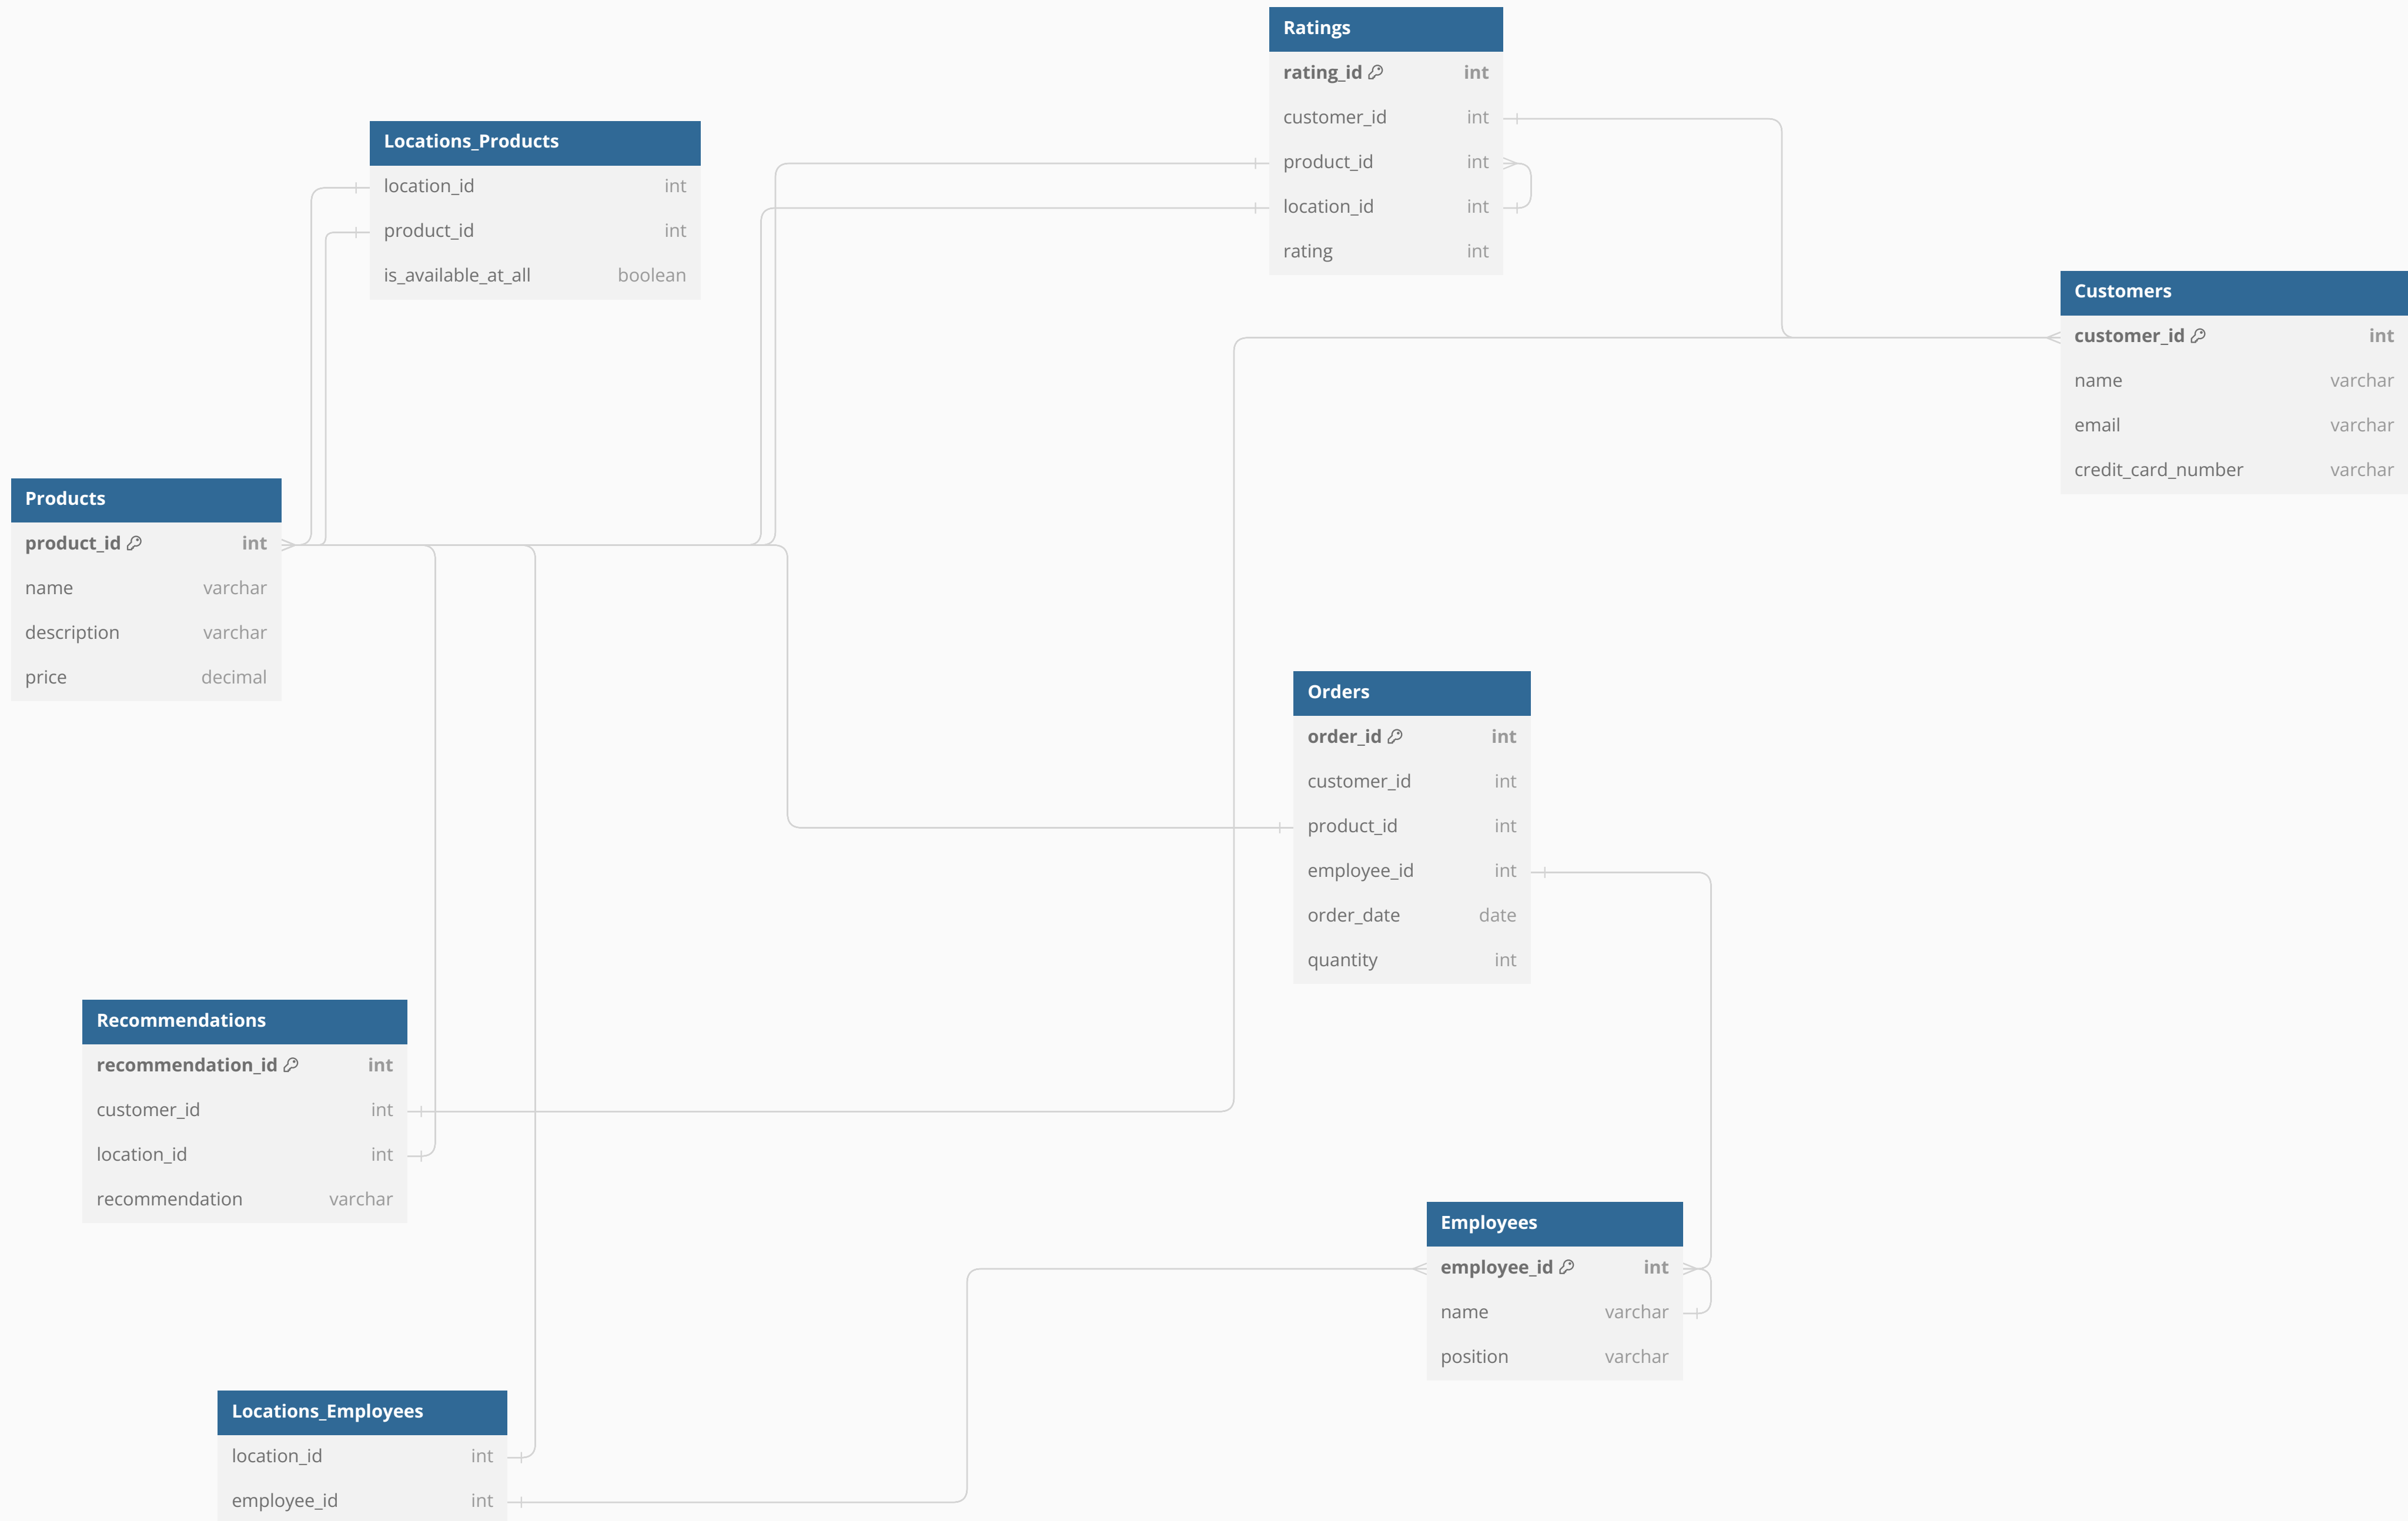 Ratings
rating_id int
customer_id int
product_id int
location_id int
rating int
Locations_Products
location_id int
product_id int
is_available_at_all boolean
Customers
customer_id int
name varchar
email varchar
credit_card_number varchar
Products
product_id int
name varchar
description varchar
price decimal
Orders
order_id int
customer_id int
product_id int
employee_id int
order_date date
quantity int
Recommendations
recommendation_id int
customer_id int
location_id int
recommendation varchar
Employees
employee_id int
name varchar
position varchar
Locations_Employees
location_id int
employee_id int